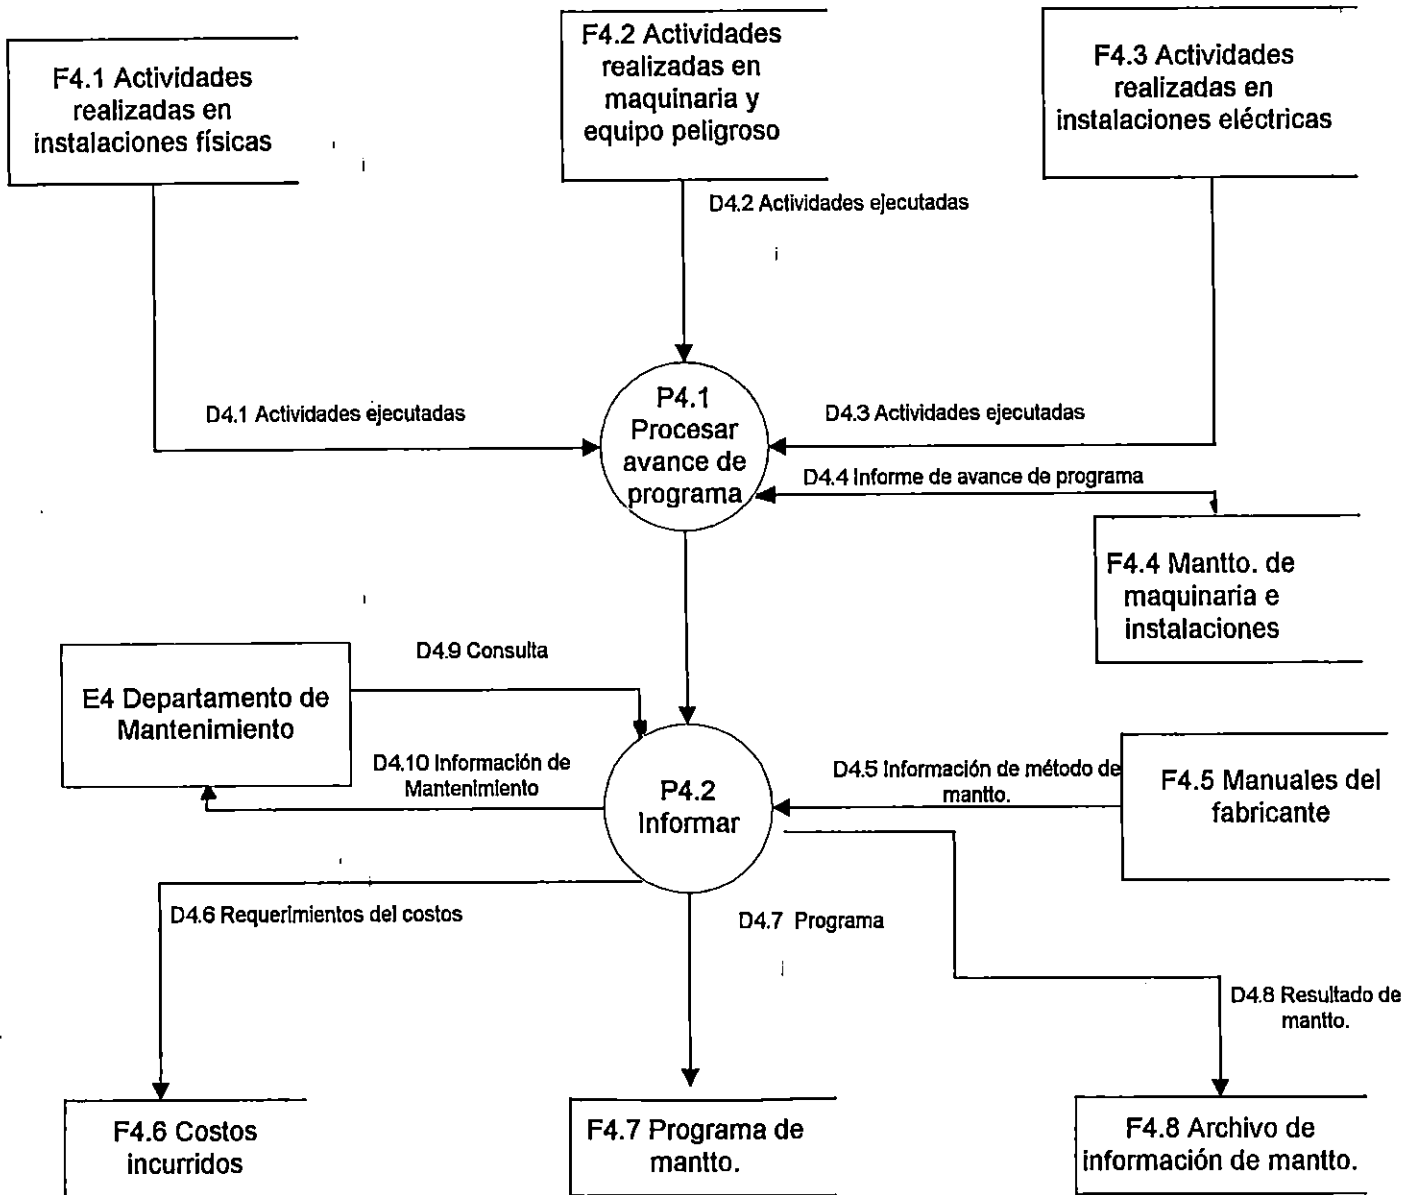 F4.1 Actividades
realizadas en
instalaciones físicas
F4.2 Actividades
realizadas en
maquinaria y
equipo peligroso
F4.3 Actividades
realizadas en
instalaciones eléctricas
D4.2 Actividades ejecutadas
D4.1 Actividades ejecutadas
P4.1
Procesar
avance de
programa
D4.3 Actividades ejecutadas
D4.4 Informe de avance de programa
F4.4 Mantto. de
maquinaria e
instalaciones
D4.9 Consulta
E4 Departamento de
Mantenimiento
D4.10 Información de
Mantenimiento
P4.2
Informar
D4.5 Información de método de
mantto.
F4.5 Manuales del
fabricante
D4.6 Requerimientos del costos
D4.7 Programa
D4.8 Resultado de
mantto.
F4.6 Costos
incurridos
F4.7 Programa de
mantto.
F4.8 Archivo de
información de mantto.